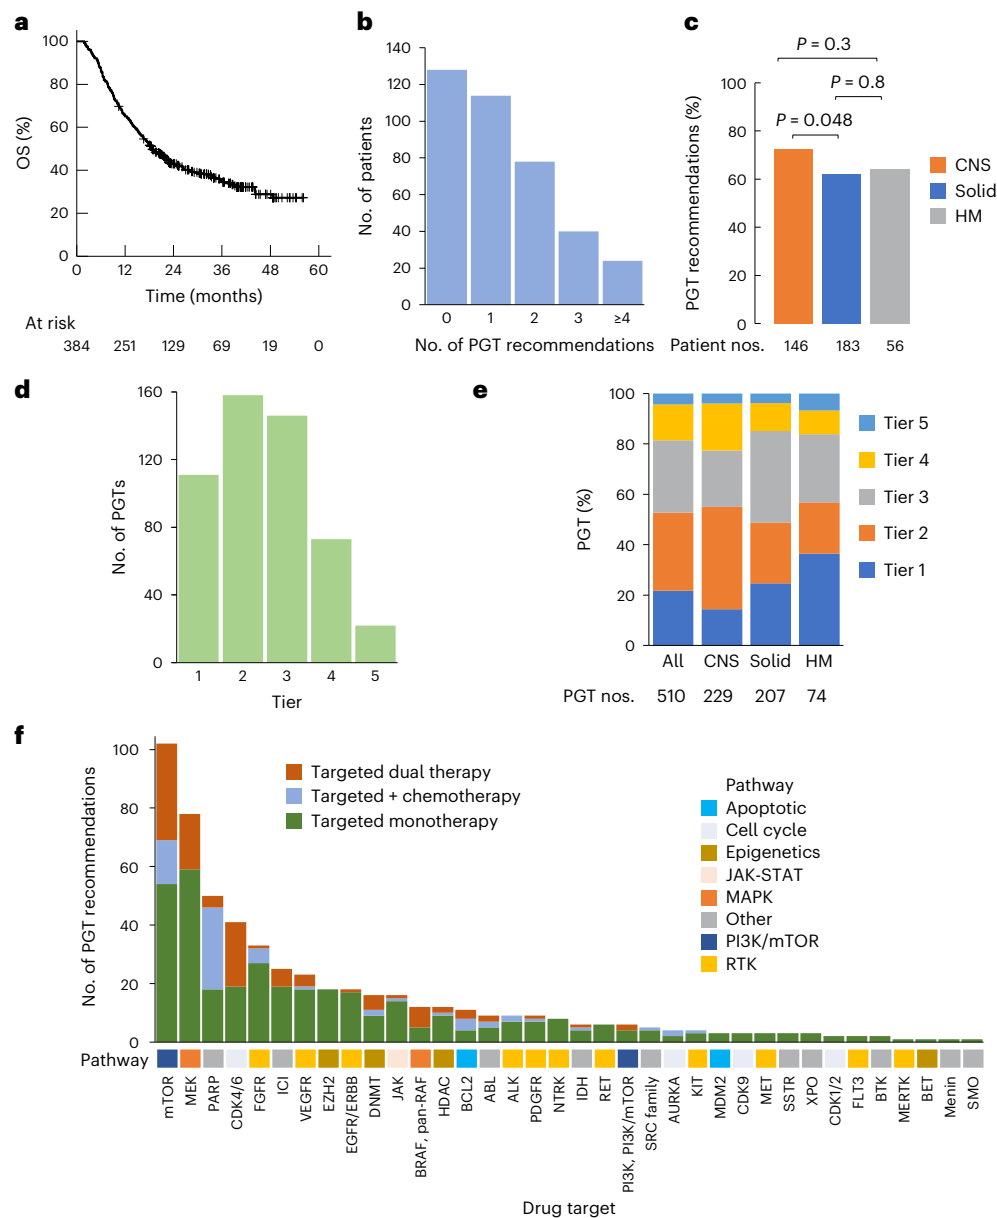 a
100
80
60
40
20
0
OS (%)
0 12 24 36 48 60
Time (months)
At risk
384 251 129 69 19 0
b
140
120
100
80
60
40
20
0
No. of patients
0 1 2 3 ≥4
No. of PGT recommendations
c
P = 0.3
P = 0.8
P = 0.048
100
80
60
40
20
0
PGT recommendations (%)
CNS
Solid
HM
Patient nos. 146 183 56
d
160
120
80
40
0
No. of PGTs
1 2 3 4 5
Tier
e
100
80
60
40
20
0
PGT (%)
Tier 5
Tier 4
Tier 3
Tier 2
Tier 1
All CNS Solid HM
PGT nos. 510 229 207 74
f
100
80
60
40
20
0
No. of PGT recommendations
Targeted dual therapy
Targeted + chemotherapy
Targeted monotherapy
Pathway
Apoptotic
Cell cycle
Epigenetics
JAK-STAT
MAPK
Other
PI3K/mTOR
RTK
Pathway
mTOR
MEK
PARP
CDK4/6
FGFR
ICI
VEGFR
EZH2
EGFR/ERBB
DNMT
JAK
BRAF, pan-RAF
HDAC
BCL2
ABL
ALK
PDGFR
NTRK
IDH
RET
PI3K, PI3K/mTOR
SRC family
AURKA
KIT
MDM2
CDK9
MET
SSTR
XPO
CDK1/2
FLT3
BTK
MERTK
BET
Menin
SMO
Drug target